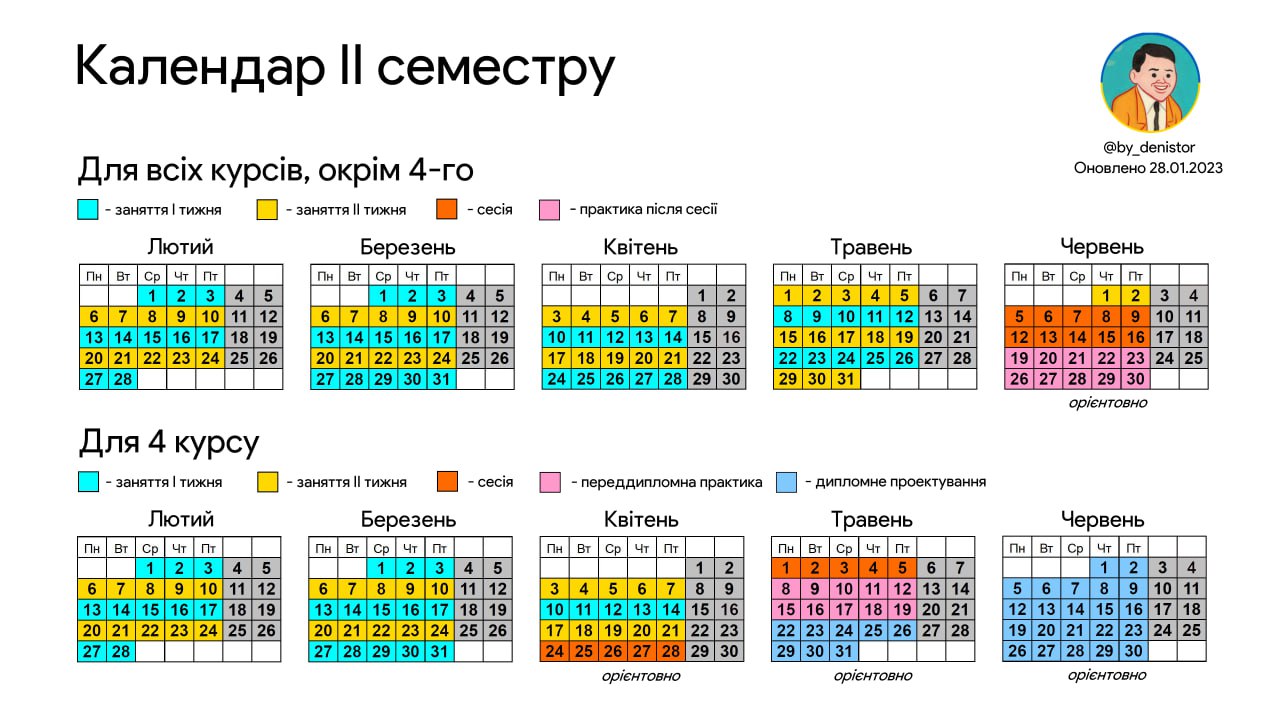 Календар II семестру
@by_denistor
Оновлено 28.01.2023
Для всіх курсів, окрім 4-го
- заняття I тижня - заняття II тижня - сесія - практика після сесії
Лютий
Пн Вт Ср Чт Пт
1 2 3 4 5
6 7 8 9 10 11 12
13 14 15 16 17 18 19
20 21 22 23 24 25 26
27 28
Березень
Пн Вт Ср Чт Пт
1 2 3 4 5
6 7 8 9 10 11 12
13 14 15 16 17 18 19
20 21 22 23 24 25 26
27 28 29 30 31
Квітень
Пн Вт Ср Чт Пт
1 2
3 4 5 6 7 8 9
10 11 12 13 14 15 16
17 18 19 20 21 22 23
24 25 26 27 28 29 30
Травень
Пн Вт Ср Чт Пт
1 2 3 4 5 6 7
8 9 10 11 12 13 14
15 16 17 18 19 20 21
22 23 24 25 26 27 28
29 30 31
Червень
Пн Вт Ср Чт Пт
1 2 3 4
5 6 7 8 9 10 11
12 13 14 15 16 17 18
19 20 21 22 23 24 25
26 27 28 29 30
орієнтовно
Для 4 курсу
- заняття I тижня - заняття II тижня - сесія - переддипломна практика - дипломне проектування
Лютий
Пн Вт Ср Чт Пт
1 2 3 4 5
6 7 8 9 10 11 12
13 14 15 16 17 18 19
20 21 22 23 24 25 26
27 28
Березень
Пн Вт Ср Чт Пт
1 2 3 4 5
6 7 8 9 10 11 12
13 14 15 16 17 18 19
20 21 22 23 24 25 26
27 28 29 30 31
Квітень
Пн Вт Ср Чт Пт
1 2
3 4 5 6 7 8 9
10 11 12 13 14 15 16
17 18 19 20 21 22 23
24 25 26 27 28 29 30
орієнтовно
Травень
Пн Вт Ср Чт Пт
1 2 3 4 5 6 7
8 9 10 11 12 13 14
15 16 17 18 19 20 21
22 23 24 25 26 27 28
29 30 31
орієнтовно
Червень
Пн Вт Ср Чт Пт
1 2 3 4
5 6 7 8 9 10 11
12 13 14 15 16 17 18
19 20 21 22 23 24 25
26 27 28 29 30
орієнтовно